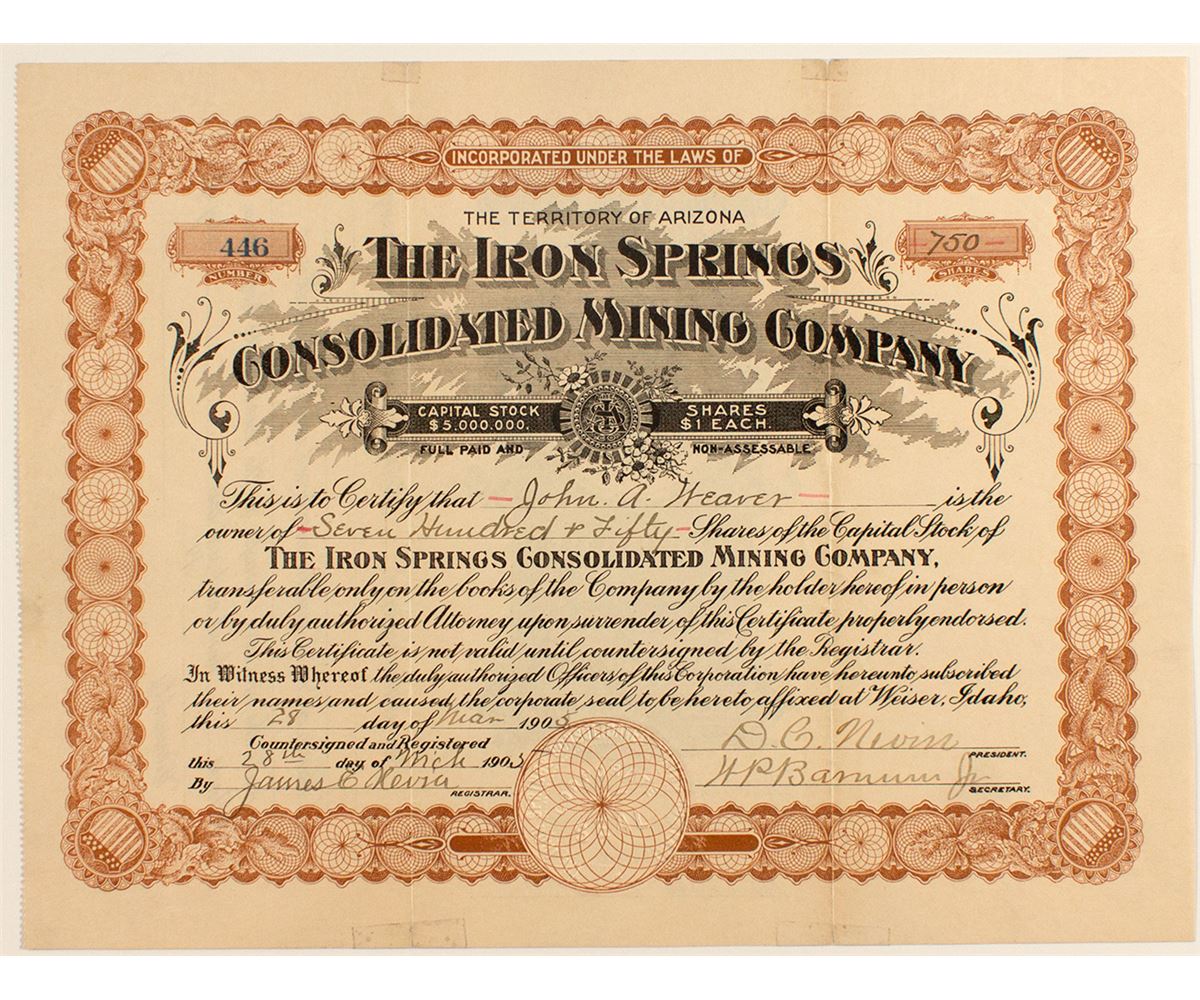 INCORPORATED UNDER THE LAWS OF
THE TERRITORY OF ARIZONA
446
NUMBER
750
SHARES
THE IRON SPRINGS
CONSOLIDATED MINING COMPANY
CAPITAL STOCK
$5.000.000.
SHARES
$1 EACH.
FULL PAID AND
NON-ASSESSABLE
This is to Certify that — John. A. Weaver — is the
owner of — Seven Hundred & Fifty — Shares of the Capital Stock of
THE IRON SPRINGS CONSOLIDATED MINING COMPANY,
transferable only on the books of the Company by the holder hereof in person
or by duly authorized Attorney upon surrender of this Certificate properly endorsed.
This Certificate is not valid until countersigned by the Registrar.
In Witness Whereof the duly authorized Officers of this Corporation have hereunto subscribed
their names and caused the corporate seal to be hereto affixed at Weiser, Idaho,
this 28 day of Mar 1905
Countersigned and Registered
this 28th day of Mch 1905
By James E Nevin
REGISTRAR.
D. C. Nevin
PRESIDENT.
H P Barnum Jr
SECRETARY.